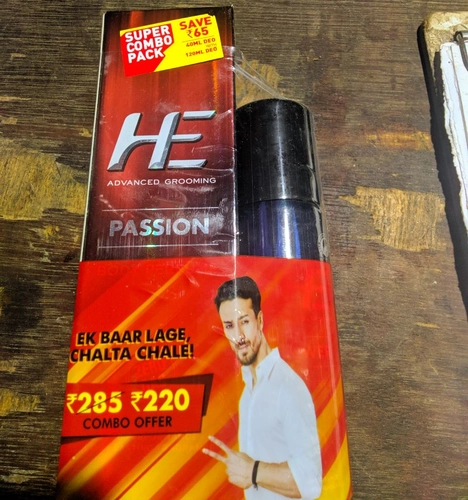 SUPER
COMBO
PACK
SAVE
₹65
60ML DEO
120ML DEO
HE
ADVANCED GROOMING
PASSION
EK BAAR LAGE,
CHALTA CHALE!
₹285 ₹220
COMBO OFFER